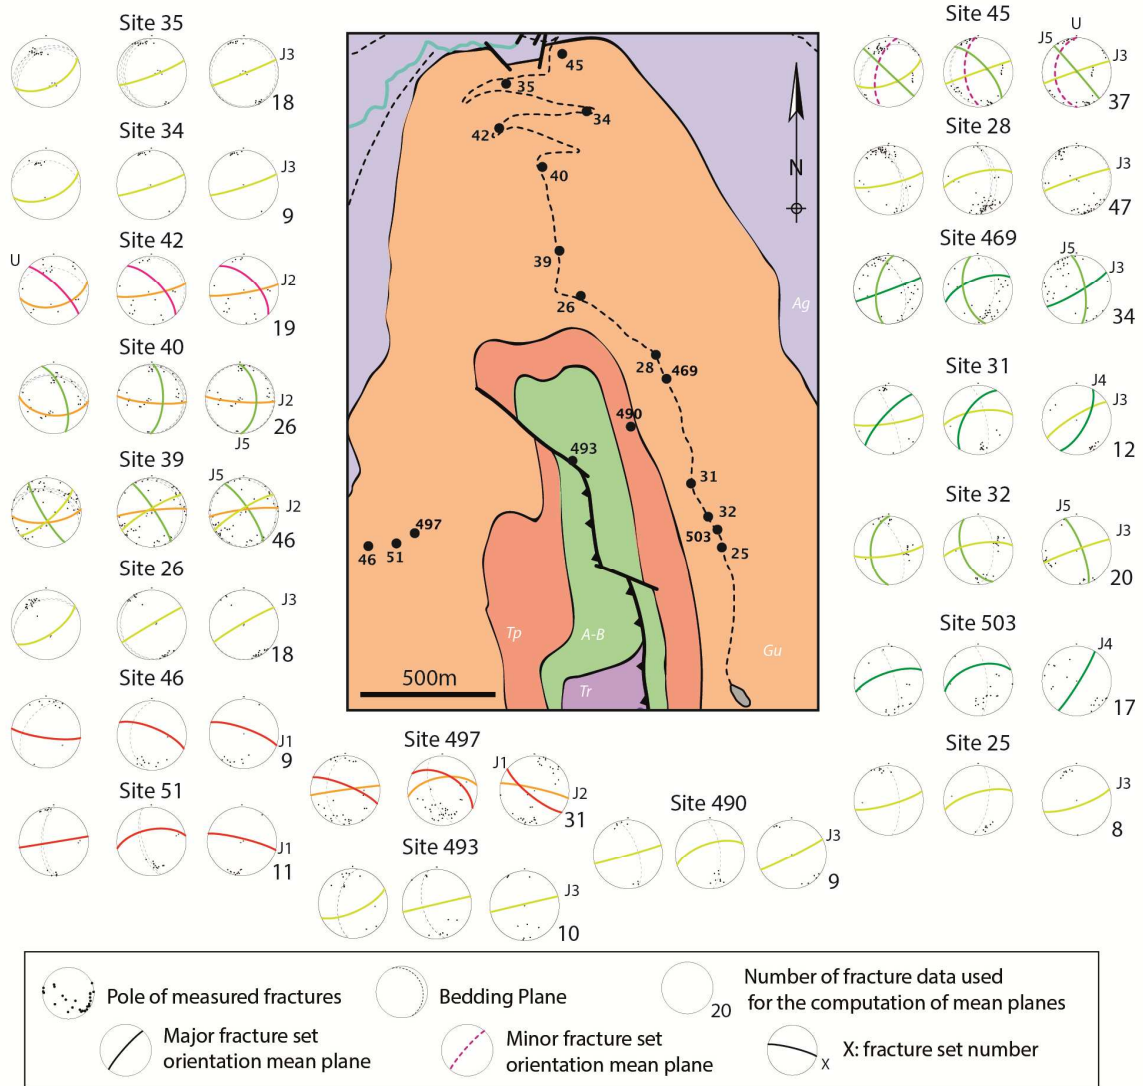 Site 35
J3
18
Site 34
J3
9
Site 42
U
J2
19
Site 40
J2
26
J5
Site 39
J5
J2
46
Site 26
J3
18
Site 46
J1
9
Site 51
J1
11
45
35
34
42
40
39
26
Ag
28
469
490
493
31
497
32
503
46
51
25
Tp
A-B
Gu
Tr
500m
N
Site 45
U
J5
J3
37
Site 28
J3
47
Site 469
J5
J3
34
Site 31
J4
J3
12
Site 32
J5
J3
20
Site 503
J4
17
Site 25
J3
8
Site 497
J1
J2
31
Site 490
J3
9
Site 493
J3
10
Pole of measured fractures
Bedding Plane
20
Number of fracture data used
for the computation of mean planes
Major fracture set
orientation mean plane
Minor fracture set
orientation mean plane
X
X: fracture set number